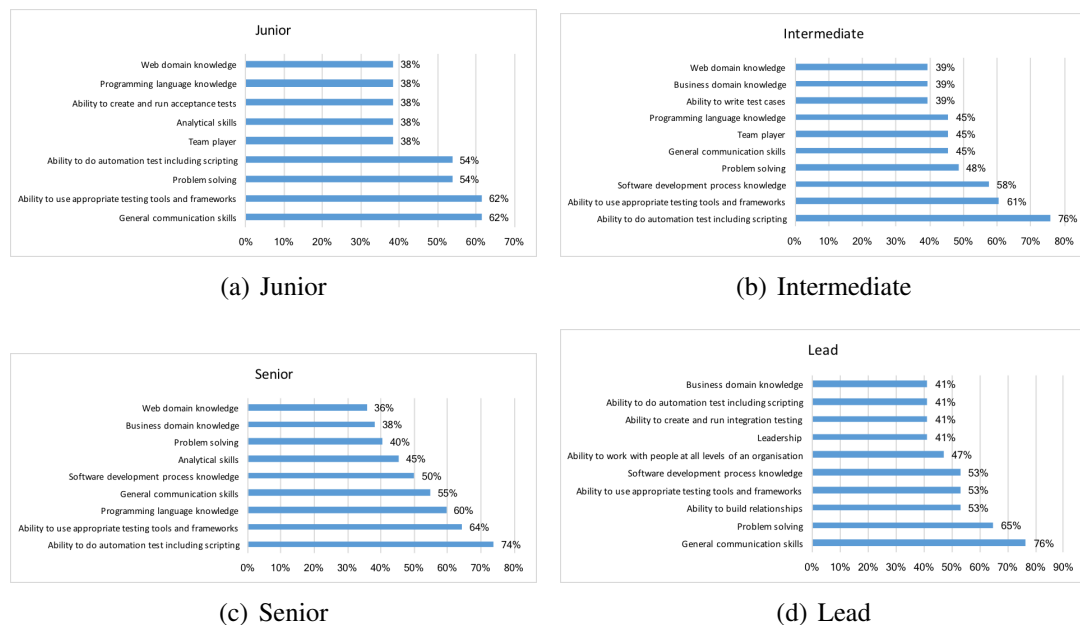 Junior
Web domain knowledge 38%
Programming language knowledge 38%
Ability to create and run acceptance tests 38%
Analytical skills 38%
Team player 38%
Ability to do automation test including scripting 54%
Problem solving 54%
Ability to use appropriate testing tools and frameworks 62%
General communication skills 62%
0% 10% 20% 30% 40% 50% 60% 70%
(a) Junior
Intermediate
Web domain knowledge 39%
Business domain knowledge 39%
Ability to write test cases 39%
Programming language knowledge 45%
Team player 45%
General communication skills 45%
Problem solving 48%
Software development process knowledge 58%
Ability to use appropriate testing tools and frameworks 61%
Ability to do automation test including scripting 76%
0% 10% 20% 30% 40% 50% 60% 70% 80%
(b) Intermediate
Senior
Web domain knowledge 36%
Business domain knowledge 38%
Problem solving 40%
Analytical skills 45%
Software development process knowledge 50%
General communication skills 55%
Programming language knowledge 60%
Ability to use appropriate testing tools and frameworks 64%
Ability to do automation test including scripting 74%
0% 10% 20% 30% 40% 50% 60% 70% 80%
(c) Senior
Lead
Business domain knowledge 41%
Ability to do automation test including scripting 41%
Ability to create and run integration testing 41%
Leadership 41%
Ability to work with people at all levels of an organisation 47%
Software development process knowledge 53%
Ability to use appropriate testing tools and frameworks 53%
Ability to build relationships 53%
Problem solving 65%
General communication skills 76%
0% 10% 20% 30% 40% 50% 60% 70% 80% 90%
(d) Lead